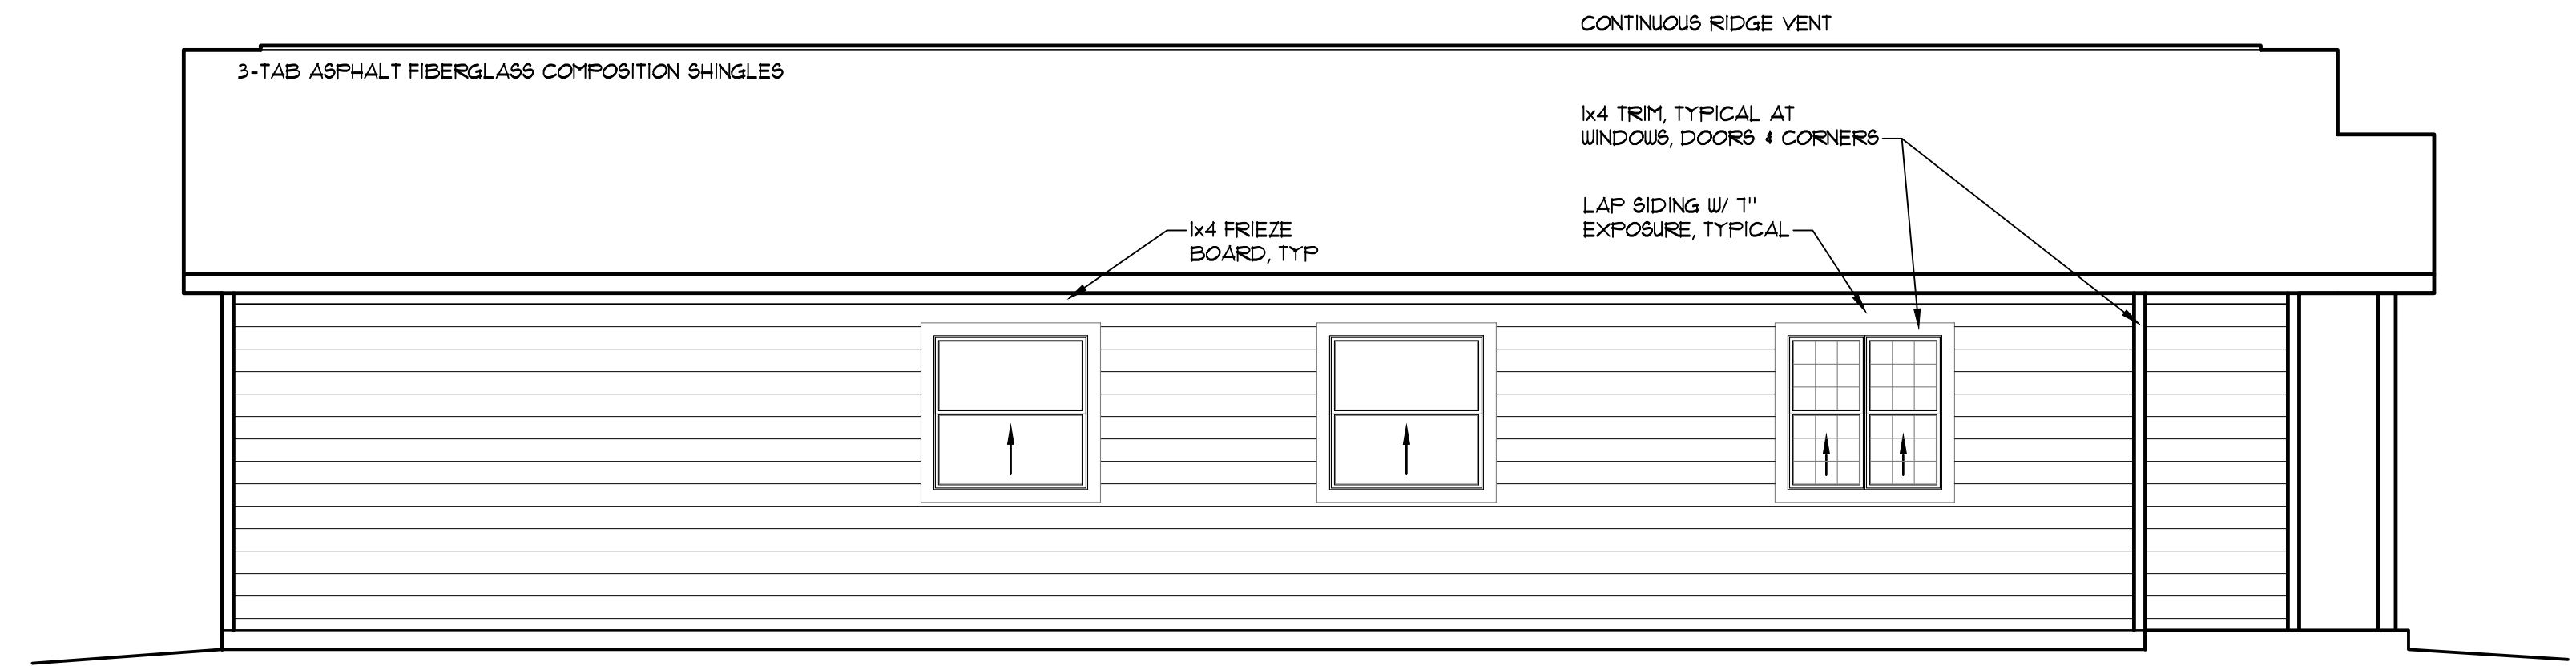 CONTINUOUS RIDGE VENT
3-TAB ASPHALT FIBERGLASS COMPOSITION SHINGLES
1x4 TRIM, TYPICAL AT
WINDOWS, DOORS & CORNERS
LAP SIDING W/ 7"
EXPOSURE, TYPICAL
1x4 FRIEZE
BOARD, TYP